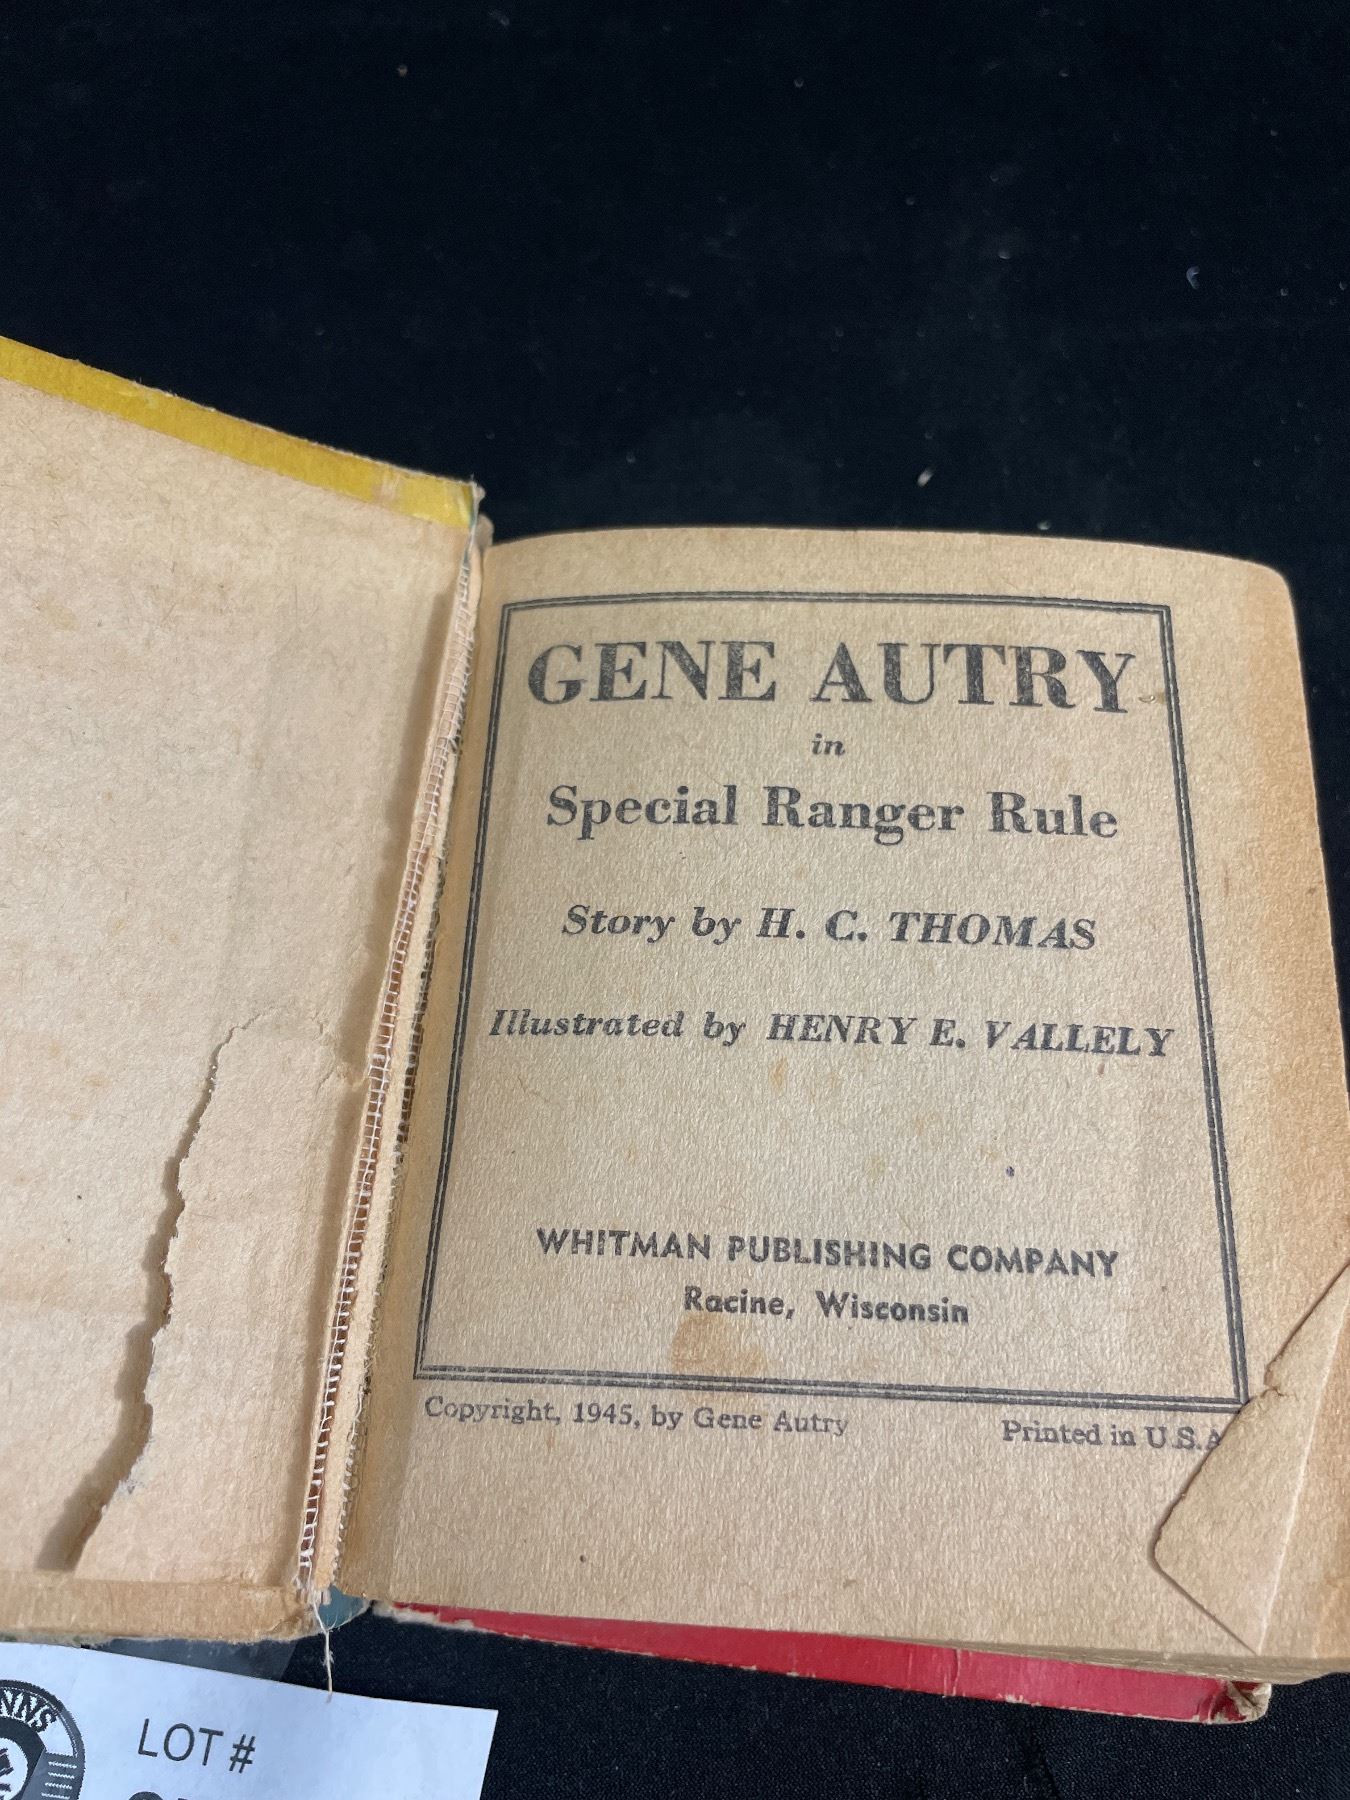 GENE AUTRY
in
Special Ranger Rule
Story by H. C. THOMAS
Illustrated by HENRY E. VALLELY
WHITMAN PUBLISHING COMPANY
Racine, Wisconsin
Copyright, 1945, by Gene Autry Printed in U.S.A
LOT #